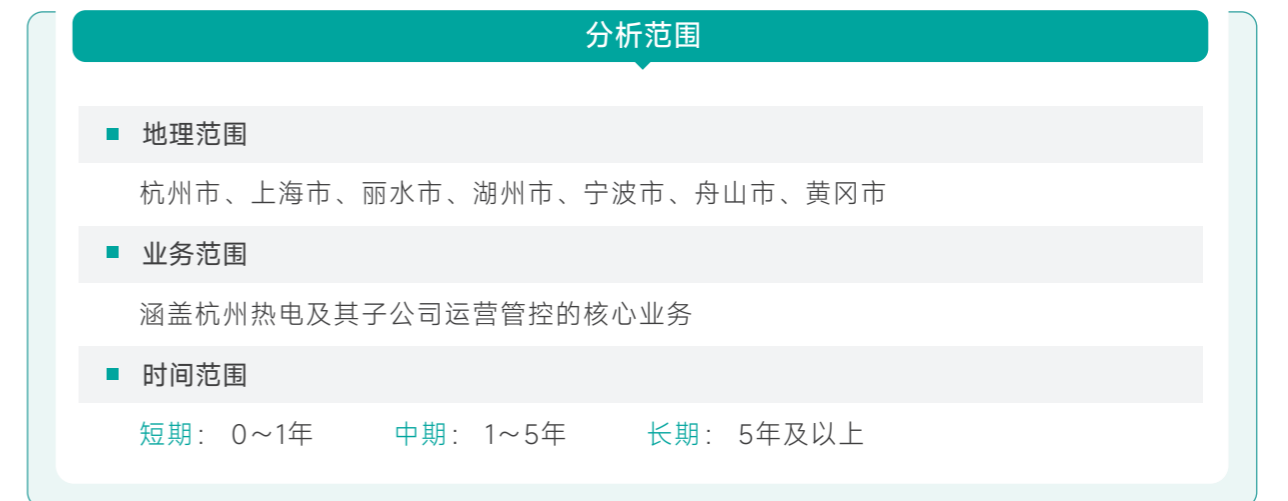 分析范围
地理范围
杭州市、上海市、丽水市、湖州市、宁波市、舟山市、黄冈市
业务范围
涵盖杭州热电及其子公司运营管控的核心业务
时间范围
短期： 0～1年 中期： 1～5年 长期： 5年及以上